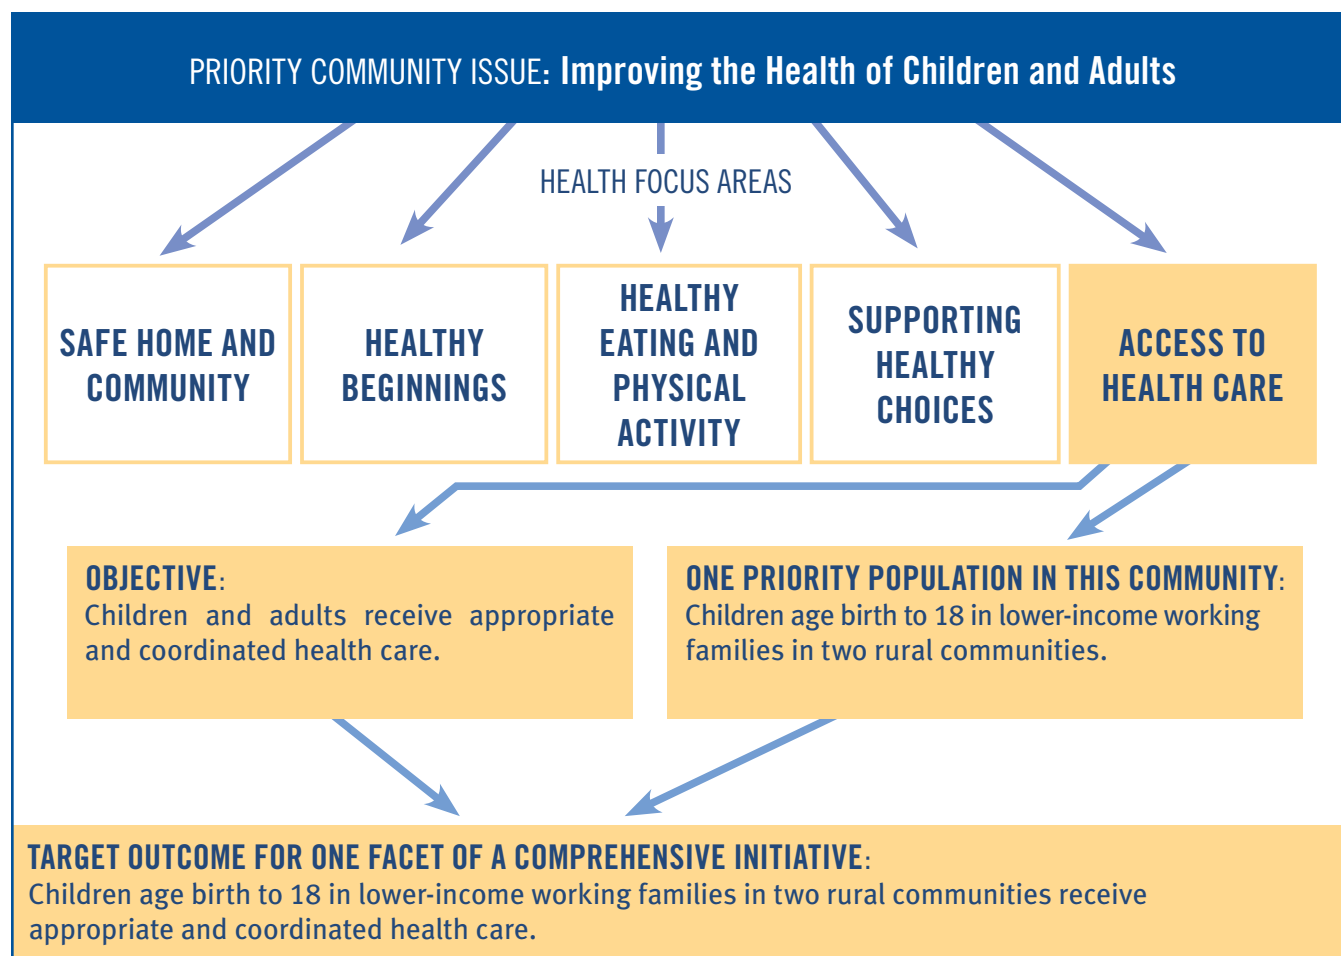 PRIORITY COMMUNITY ISSUE: Improving the Health of Children and Adults
HEALTH FOCUS AREAS
SAFE HOME AND
COMMUNITY
HEALTHY
BEGINNINGS
HEALTHY
EATING AND
PHYSICAL
ACTIVITY
SUPPORTING
HEALTHY
CHOICES
ACCESS TO
HEALTH CARE
OBJECTIVE:
Children and adults receive appropriate
and coordinated health care.
ONE PRIORITY POPULATION IN THIS COMMUNITY:
Children age birth to 18 in lower-income working
families in two rural communities.
TARGET OUTCOME FOR ONE FACET OF A COMPREHENSIVE INITIATIVE:
Children age birth to 18 in lower-income working families in two rural communities receive
appropriate and coordinated health care.